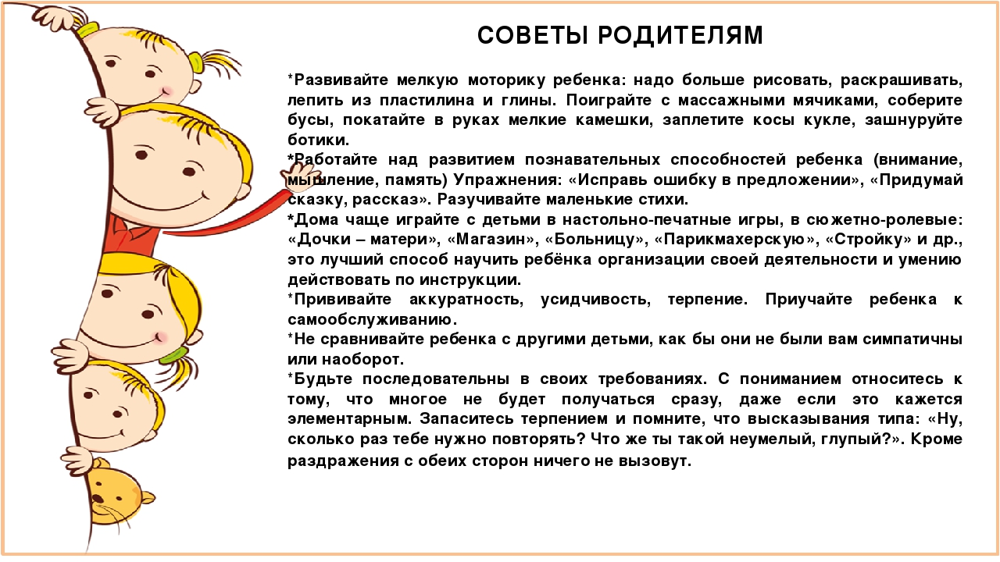 СОВЕТЫ РОДИТЕЛЯМ
*Развивайте мелкую моторику ребенка: надо больше рисовать, раскрашивать,
лепить из пластилина и глины. Поиграйте с массажными мячиками, соберите
бусы, покатайте в руках мелкие камешки, заплетите косы кукле, зашнуруйте
ботики.
*Работайте над развитием познавательных способностей ребенка (внимание,
мышление, память) Упражнения: «Исправь ошибку в предложении», «Придумай
сказку, рассказ». Разучивайте маленькие стихи.
*Дома чаще играйте с детьми в настольно-печатные игры, в сюжетно-ролевые:
«Дочки – матери», «Магазин», «Больницу», «Парикмахерскую», «Стройку» и др.,
это лучший способ научить ребёнка организации своей деятельности и умению
действовать по инструкции.
*Прививайте аккуратность, усидчивость, терпение. Приучайте ребенка к
самообслуживанию.
*Не сравнивайте ребенка с другими детьми, как бы они не были вам симпатичны
или наоборот.
*Будьте последовательны в своих требованиях. С пониманием относитесь к
тому, что многое не будет получаться сразу, даже если это кажется
элементарным. Запаситесь терпением и помните, что высказывания типа: «Ну,
сколько раз тебе нужно повторять? Что же ты такой неумелый, глупый?». Кроме
раздражения с обеих сторон ничего не вызовут.